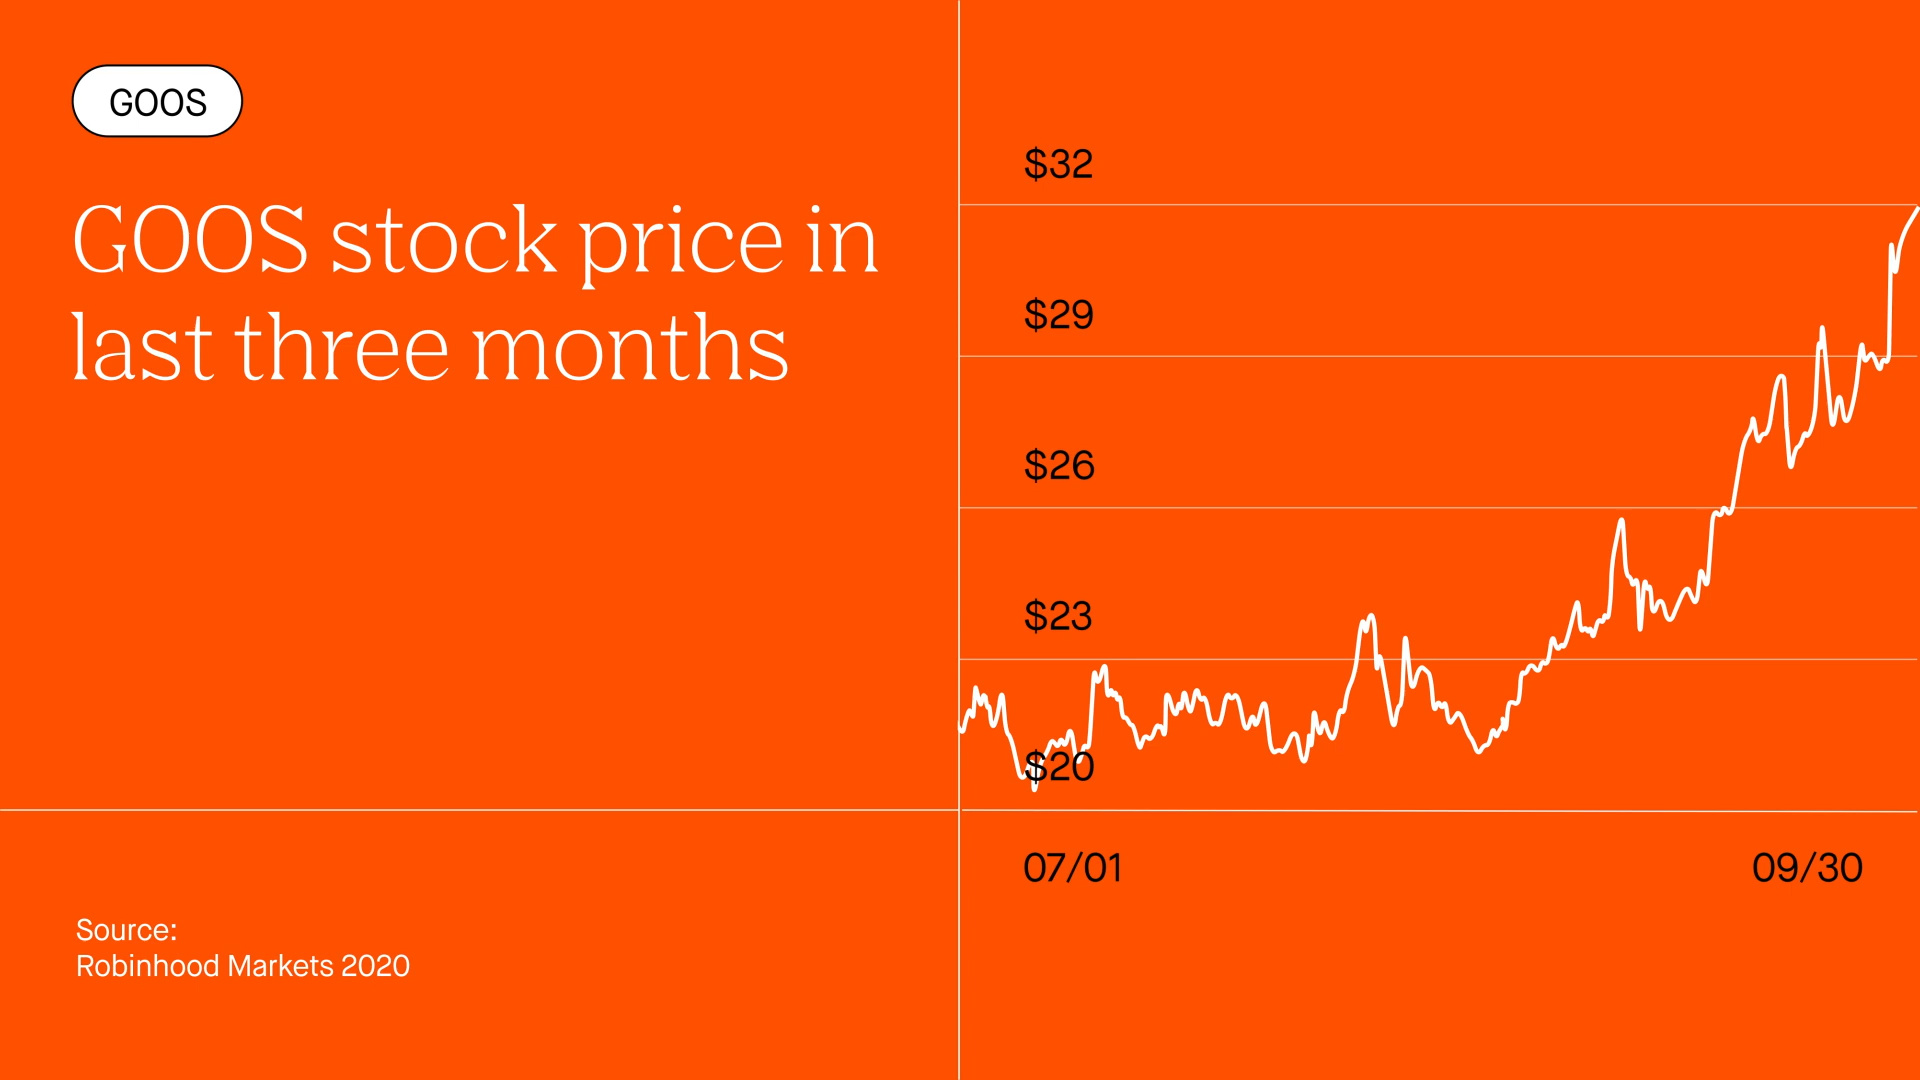 GOOS
GOOS stock price in
last three months
$32
$29
$26
$23
$20
07/01
09/30
Source:
Robinhood Markets 2020